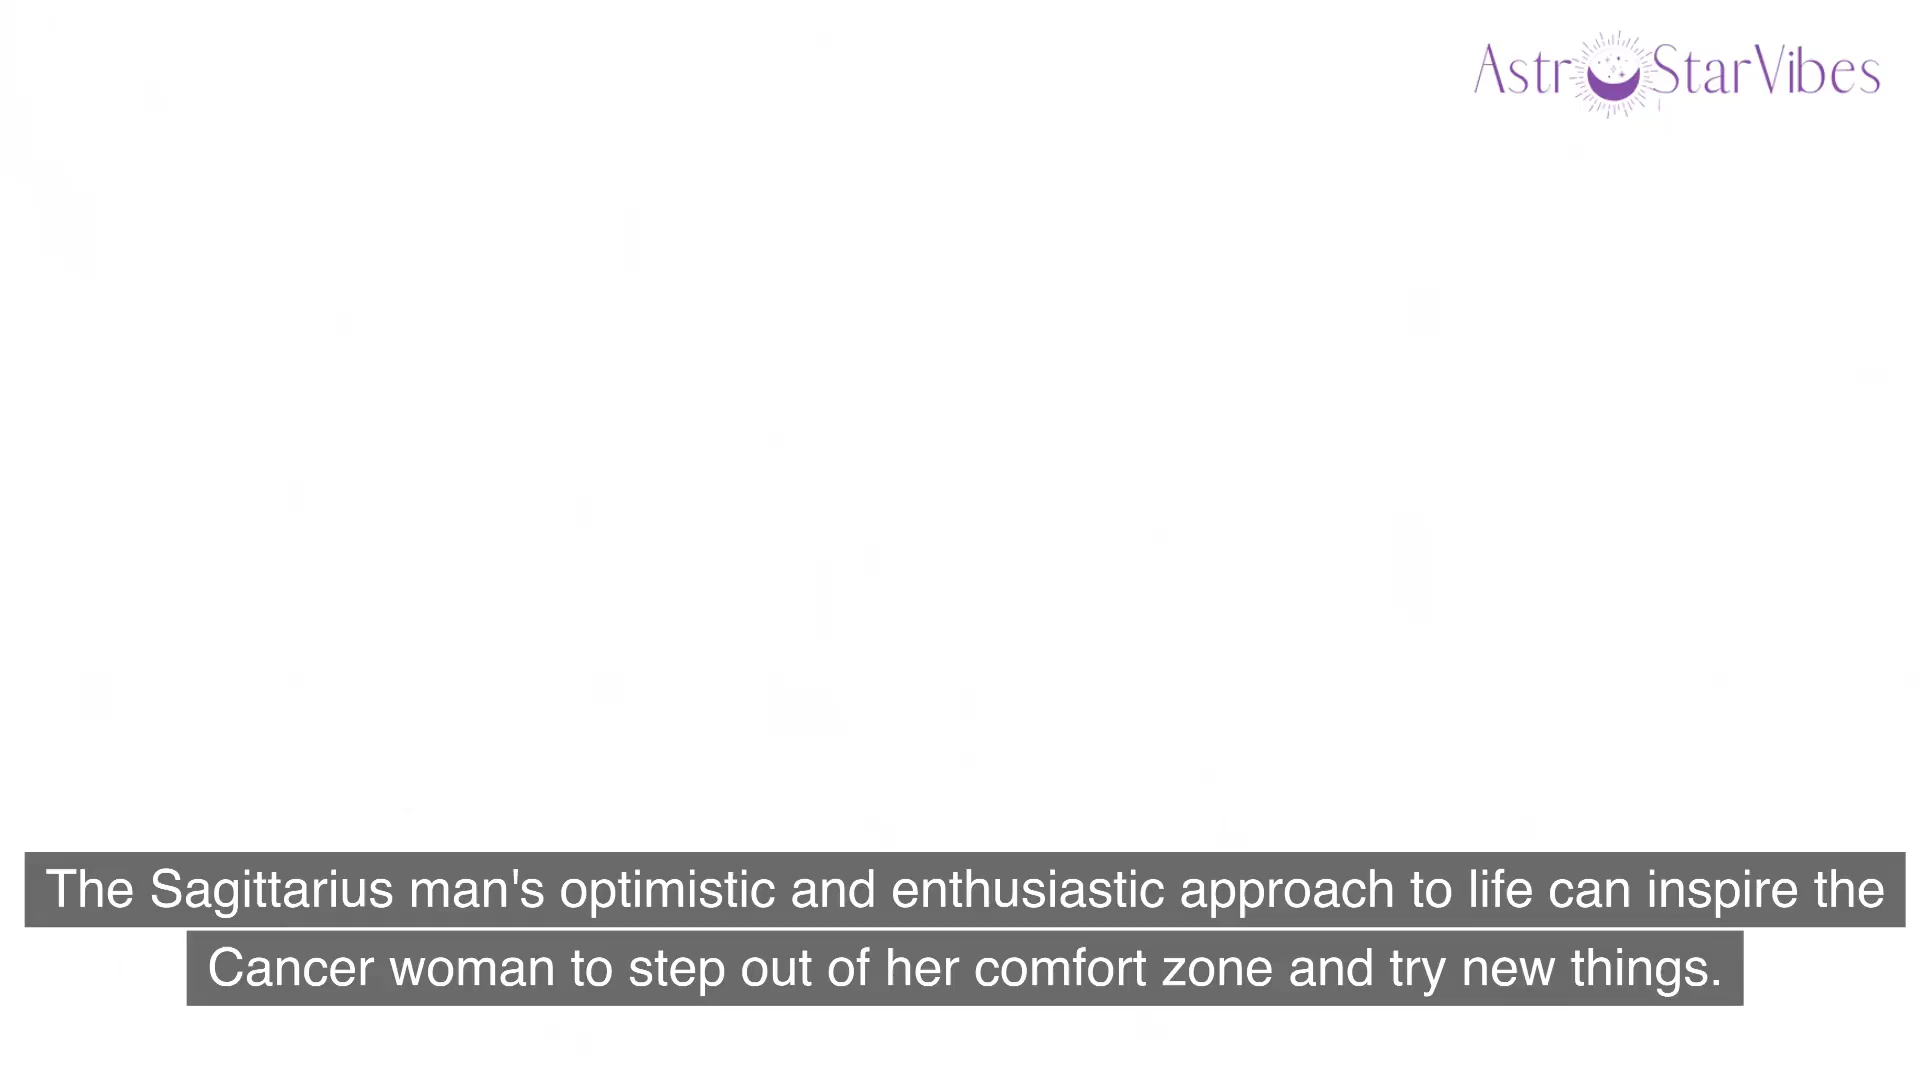 AstroStarVibes
The Sagittarius man's optimistic and enthusiastic approach to life can inspire the
Cancer woman to step out of her comfort zone and try new things.